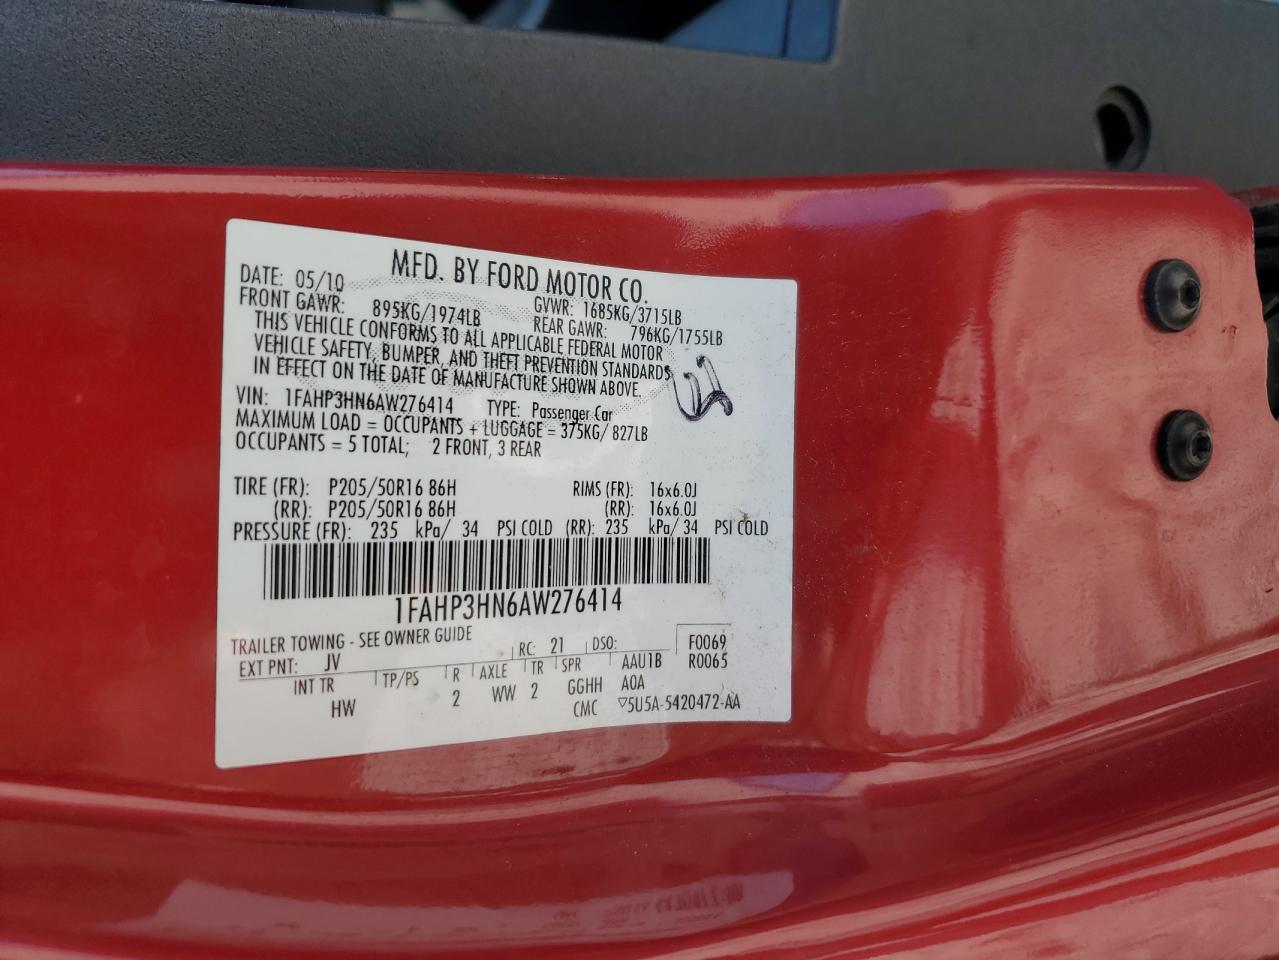 MFD. BY FORD MOTOR CO.
DATE: 05/10 GVWR: 1685KG/3715LB
FRONT GAWR: 895KG/1974LB REAR GAWR: 796KG/1755LB
THIS VEHICLE CONFORMS TO ALL APPLICABLE FEDERAL MOTOR
VEHICLE SAFETY, BUMPER, AND THEFT PREVENTION STANDARDS
IN EFFECT ON THE DATE OF MANUFACTURE SHOWN ABOVE.
VIN: 1FAHP3HN6AW276414 TYPE: Passenger Car
MAXIMUM LOAD = OCCUPANTS + LUGGAGE = 375KG/ 827LB
OCCUPANTS = 5 TOTAL; 2 FRONT, 3 REAR
TIRE (FR): P205/50R16 86H RIMS (FR): 16x6.0J
(RR): P205/50R16 86H (RR): 16x6.0J
PRESSURE (FR): 235 kPa/ 34 PSI COLD (RR): 235 kPa/ 34 PSI COLD
1FAHP3HN6AW276414
TRAILER TOWING - SEE OWNER GUIDE F0069
EXT PNT: JV RC: 21 DSO: R0065
INT TR TP/PS R AXLE TR SPR AAU1B
HW 2 WW 2 GGHH A0A
CMC ▽5U5A-5420472-AA